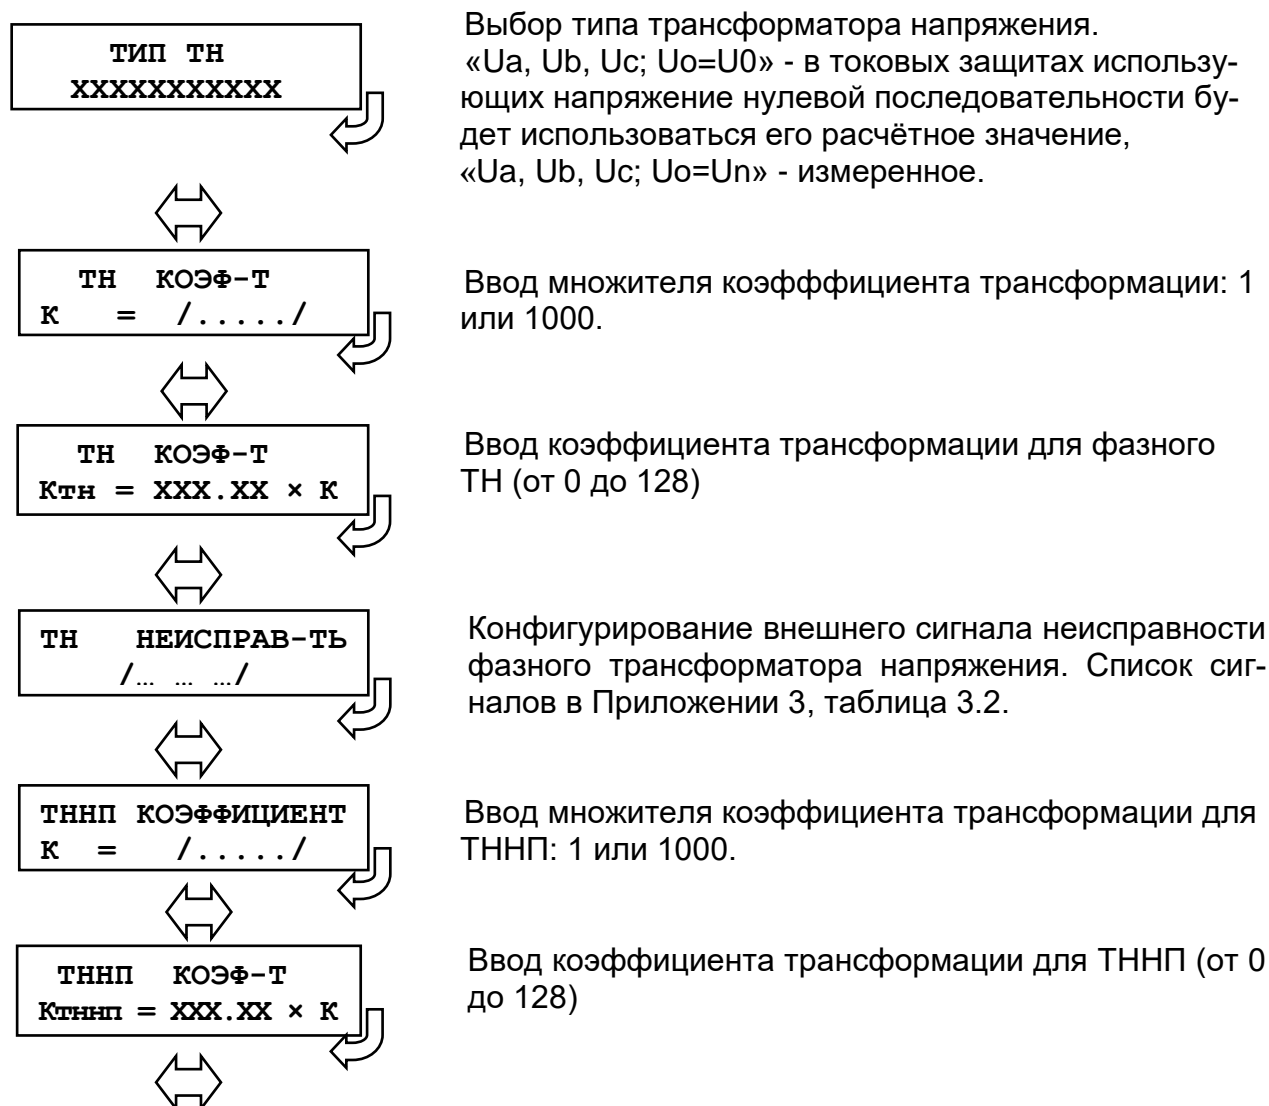 ТИП ТН
XXXXXXXXXXX
Выбор типа трансформатора напряжения.
«Ua, Ub, Uc; Uo=U0» - в токовых защитах использу-
ющих напряжение нулевой последовательности бу-
дет использоваться его расчётное значение,
«Ua, Ub, Uc; Uo=Un» - измеренное.
ТН КОЭФ-Т
К = /...../
Ввод множителя коэфффициента трансформации: 1
или 1000.
ТН КОЭФ-Т
Ктн = XXX.XX × К
Ввод коэффициента трансформации для фазного
ТН (от 0 до 128)
ТН НЕИСПРАВ-ТЬ
/… … …/
Конфигурирование внешнего сигнала неисправности
фазного трансформатора напряжения. Список сиг-
налов в Приложении 3, таблица 3.2.
ТННП КОЭФФИЦИЕНТ
К = /...../
Ввод множителя коэффициента трансформации для
ТННП: 1 или 1000.
ТННП КОЭФ-Т
Ктннп = XXX.XX × К
Ввод коэффициента трансформации для ТННП (от 0
до 128)